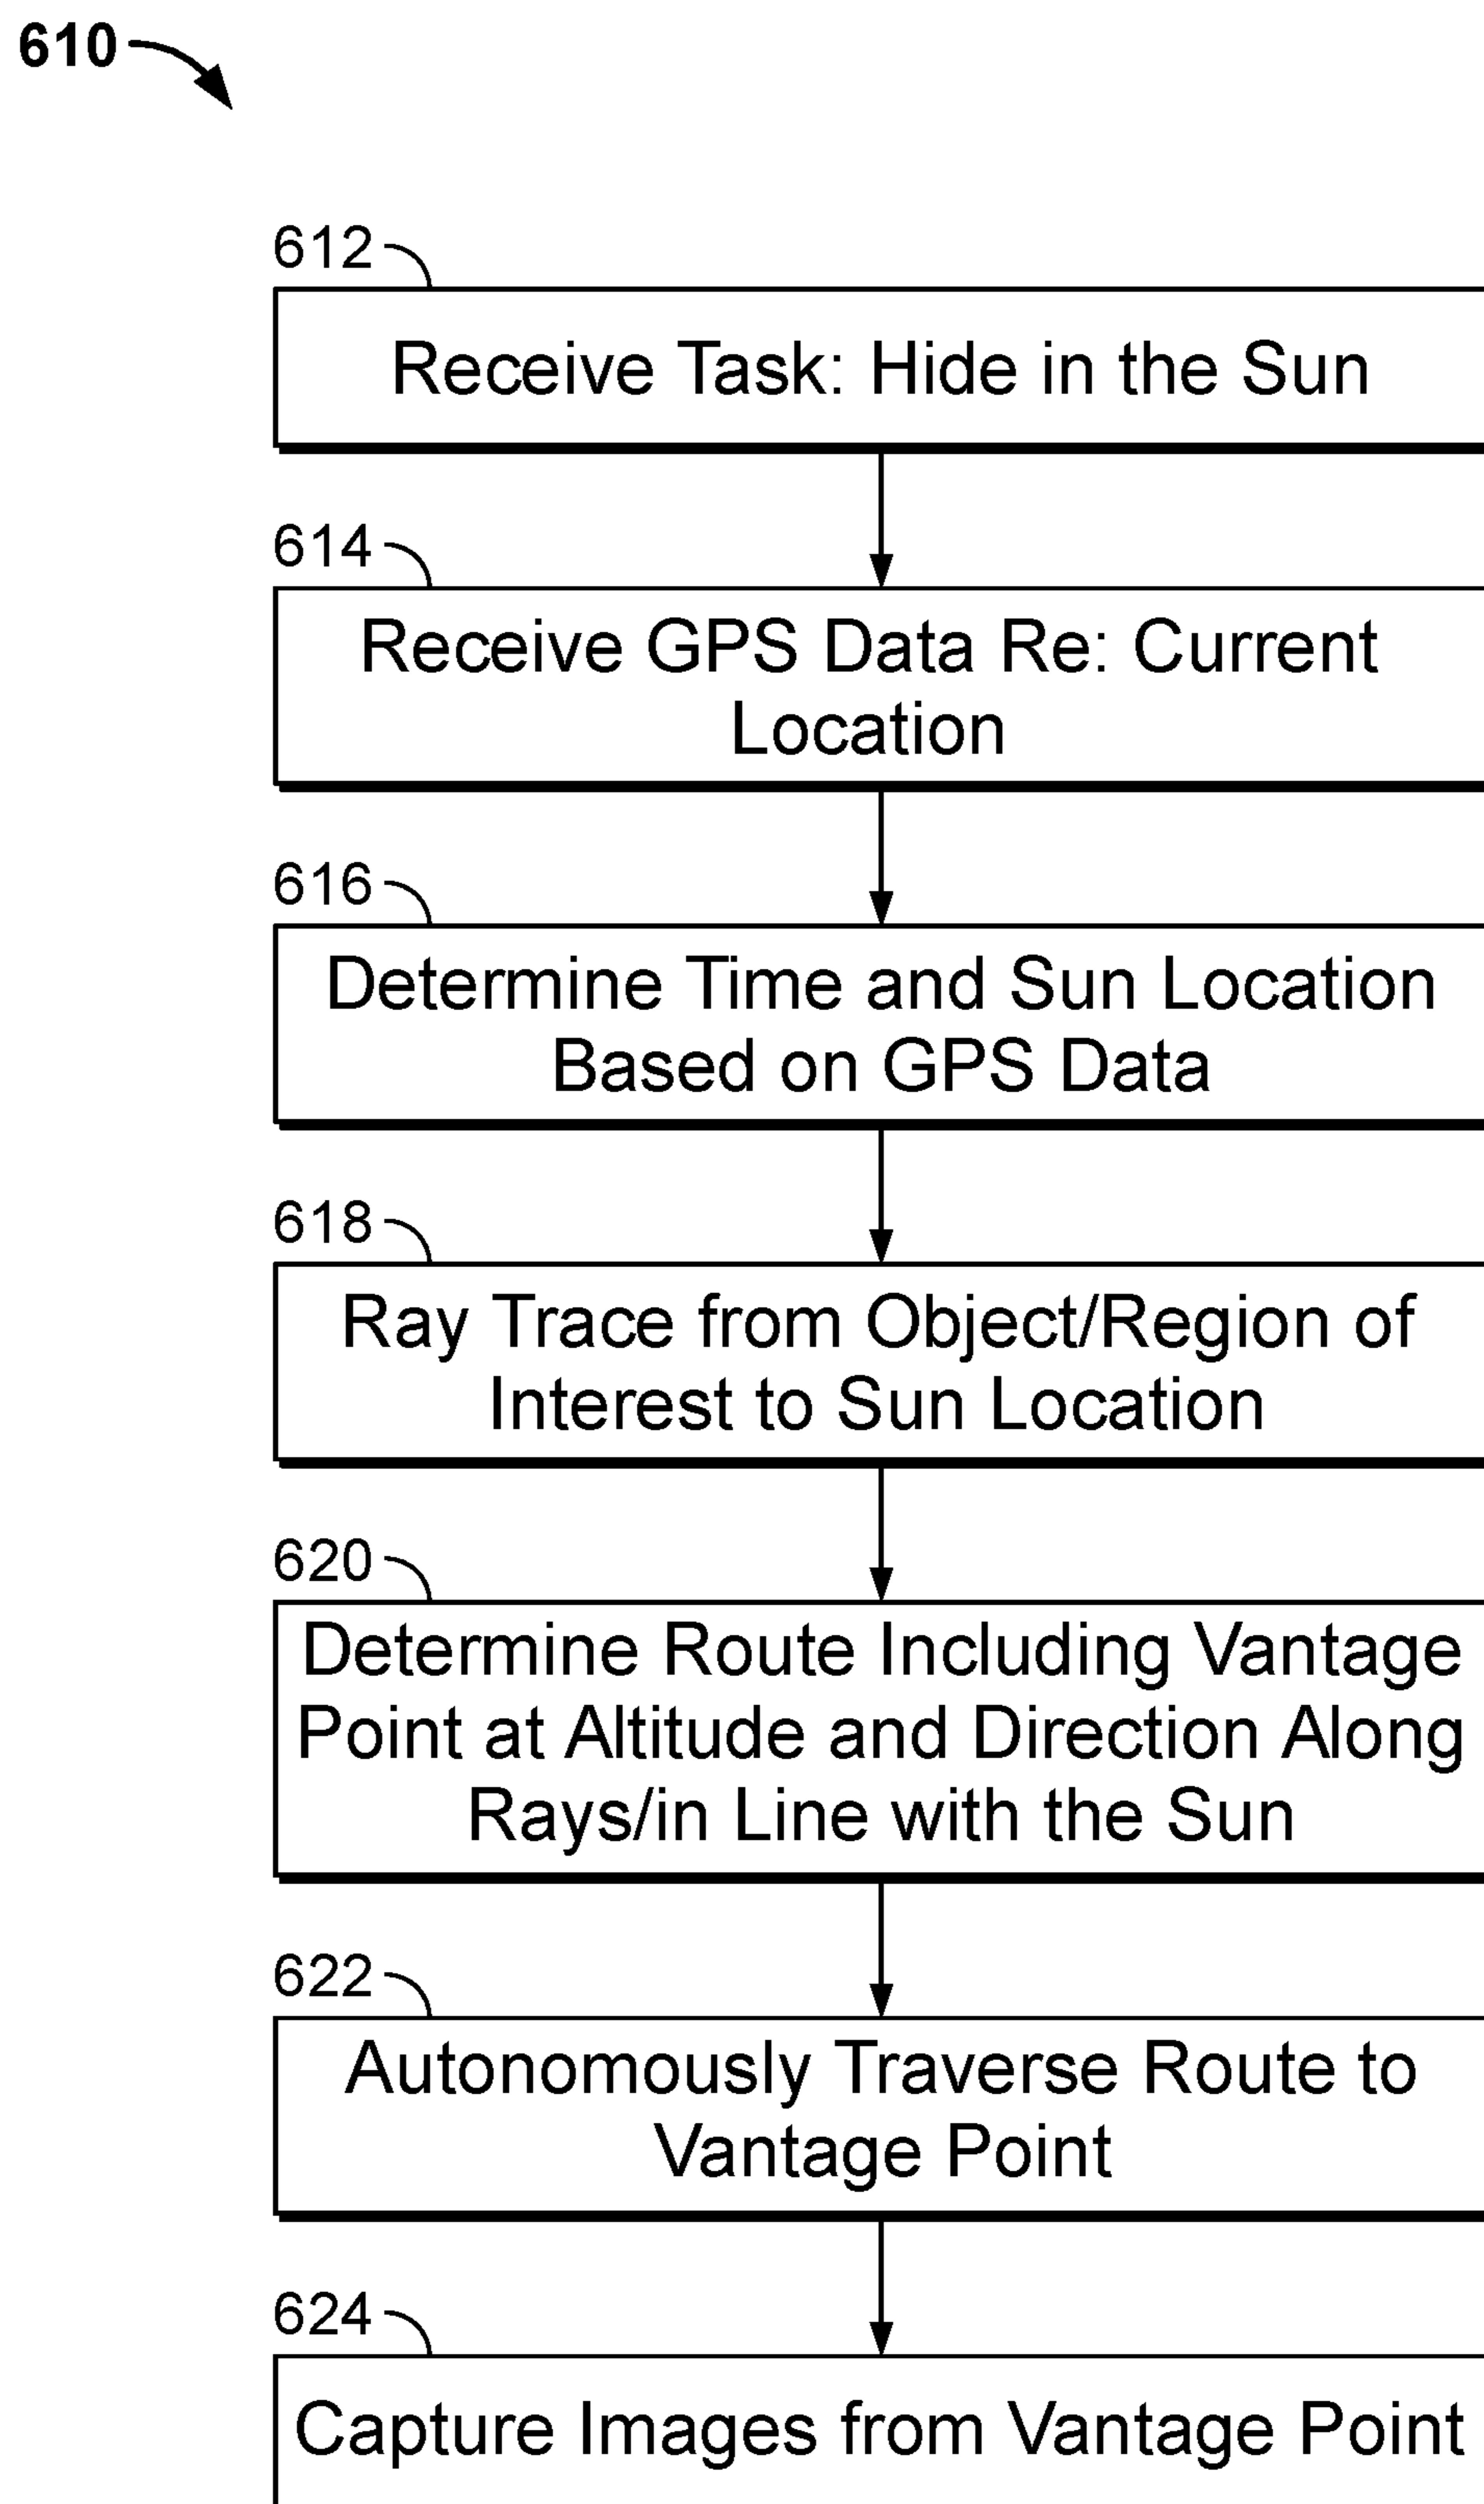 610
612
Receive Task: Hide in the Sun
614
Receive GPS Data Re: Current
Location
616
Determine Time and Sun Location
Based on GPS Data
618
Ray Trace from Object/Region of
Interest to Sun Location
620
Determine Route Including Vantage
Point at Altitude and Direction Along
Rays/in Line with the Sun
622
Autonomously Traverse Route to
Vantage Point
624
Capture Images from Vantage Point